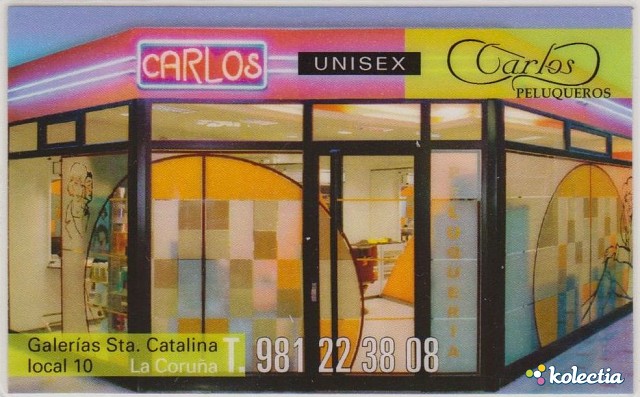 CARLOS
UNISEX
Carlos
PELUQUEROS
PELUQUERÍA
Galerías Sta. Catalina
local 10 La Coruña T. 981 22 38 08
kolectia